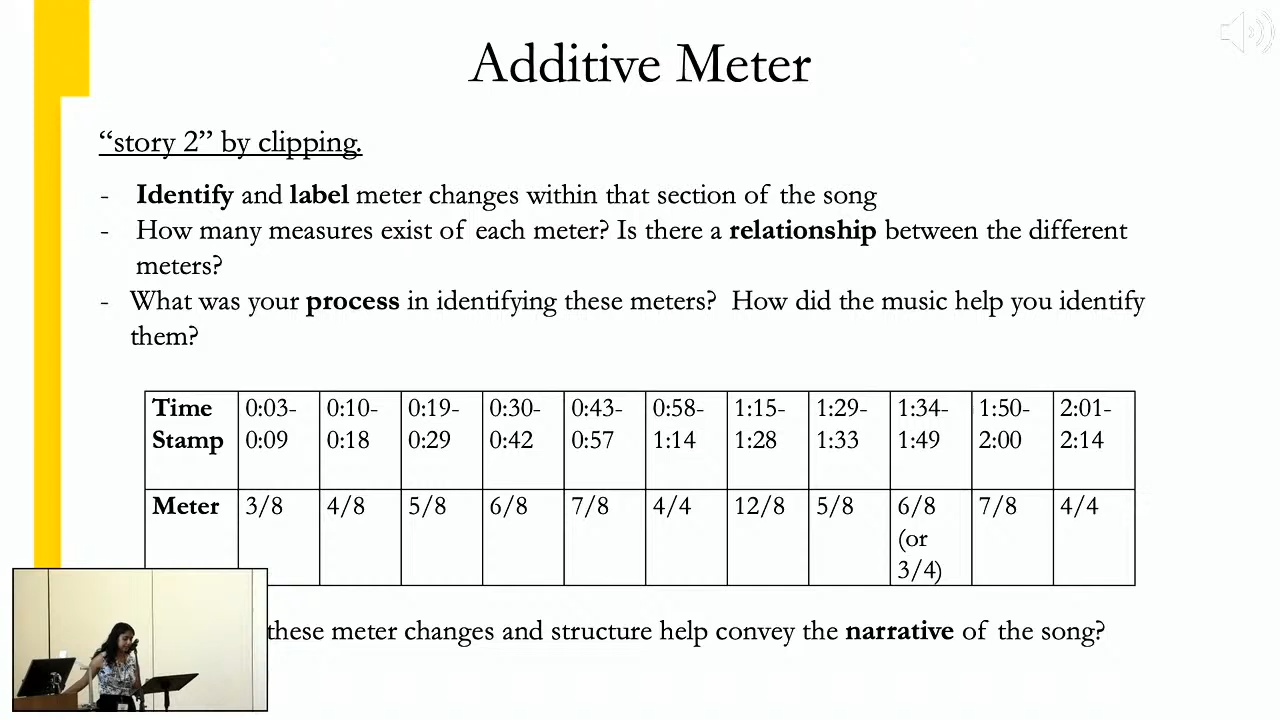 Additive Meter
“story 2” by clipping.
- Identify and label meter changes within that section of the song
- How many measures exist of each meter? Is there a relationship between the different
meters?
- What was your process in identifying these meters? How did the music help you identify
them?
Time Stamp 0:03-0:09 0:10-0:18 0:19-0:29 0:30-0:42 0:43-0:57 0:58-1:14 1:15-1:28 1:29-1:33 1:34-1:49 1:50-2:00 2:01-2:14
Meter 3/8 4/8 5/8 6/8 7/8 4/4 12/8 5/8 6/8 (or 3/4) 7/8 4/4
these meter changes and structure help convey the narrative of the song?